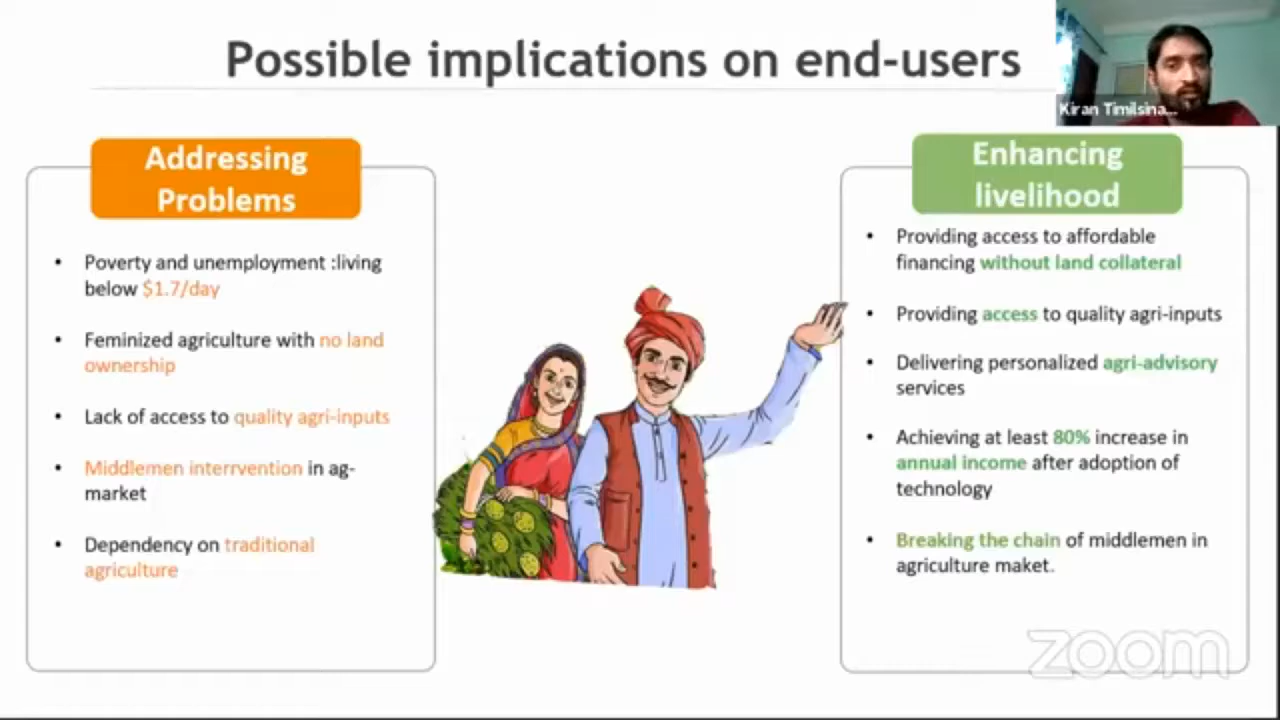 Possible implications on end-users
Kiran Timilsina...
Addressing
Problems
Poverty and unemployment :living
below $1.7/day
Feminized agriculture with no land
ownership
Lack of access to quality agri-inputs
Middlemen interrvention in ag-
market
Dependency on traditional
agriculture
Enhancing
livelihood
Providing access to affordable
financing without land collateral
Providing access to quality agri-inputs
Delivering personalized agri-advisory
services
Achieving at least 80% increase in
annual income after adoption of
technology
Breaking the chain of middlemen in
agriculture maket.
zoom